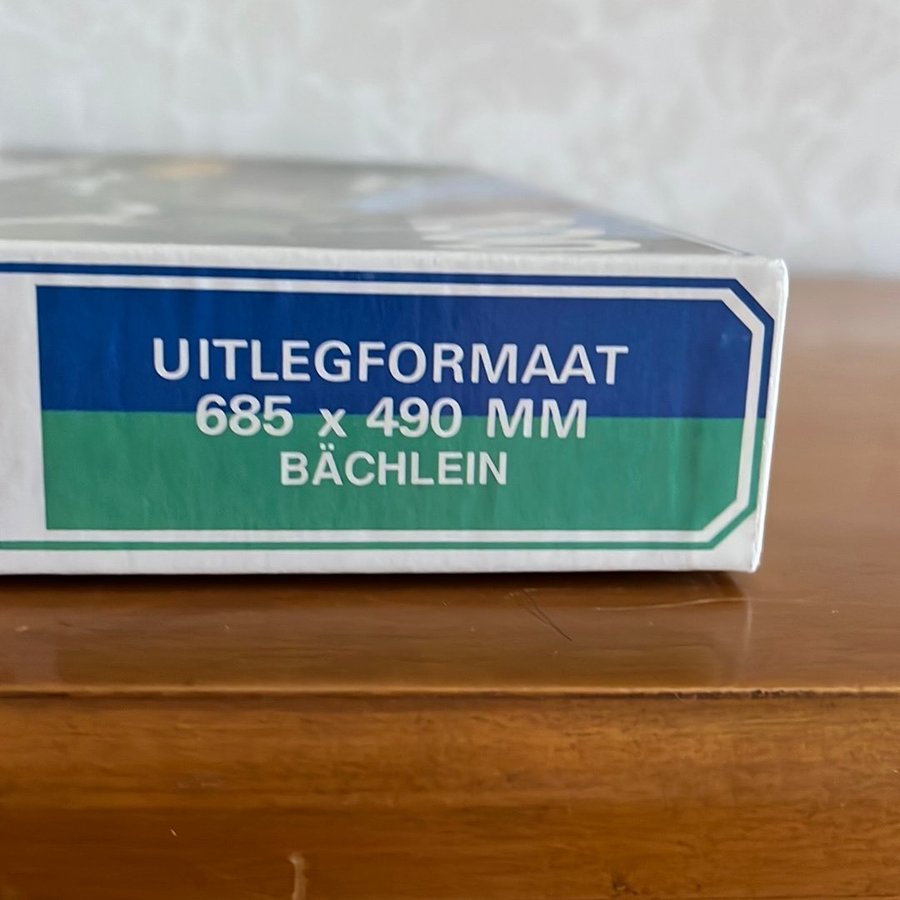 UITLEGFORMAAT
685 x 490 MM
BÄCHLEIN